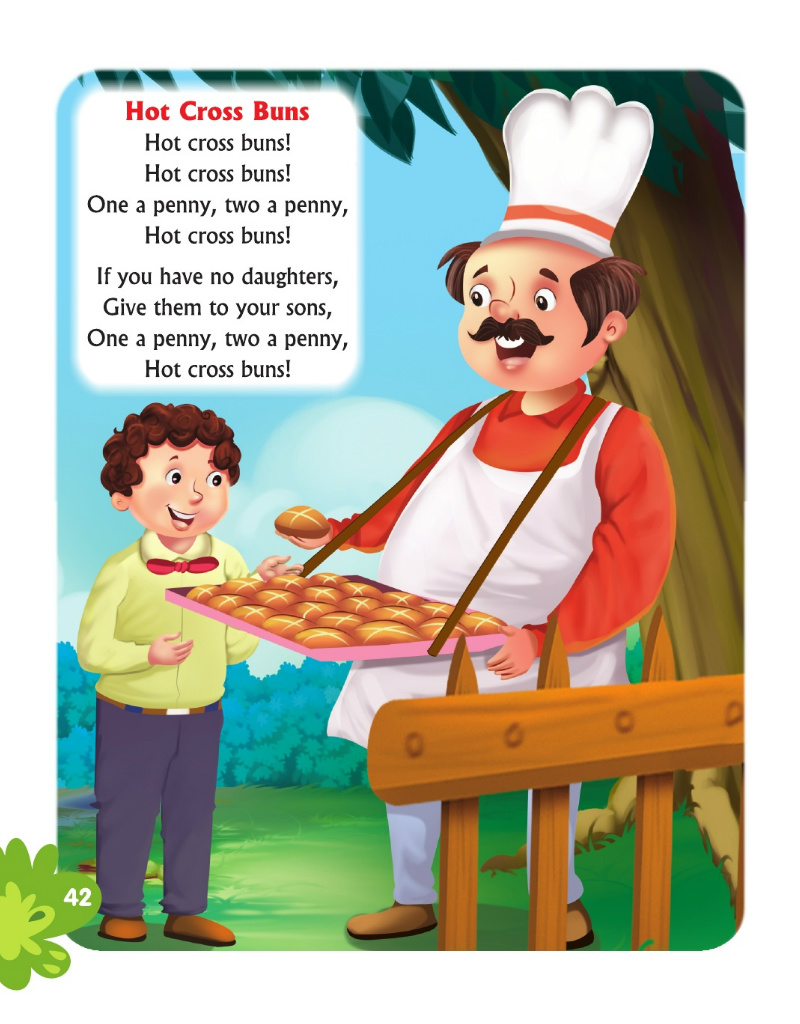 Hot Cross Buns
Hot cross buns!
Hot cross buns!
One a penny, two a penny,
Hot cross buns!
If you have no daughters,
Give them to your sons,
One a penny, two a penny,
Hot cross buns!
42